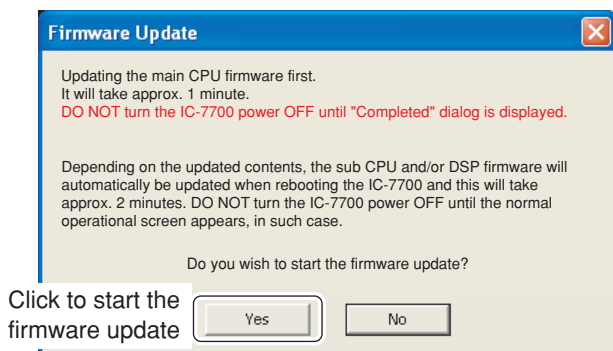 Firmware Update
Updating the main CPU firmware first.
It will take approx. 1 minute.
DO NOT turn the IC-7700 power OFF until "Completed" dialog is displayed.
Depending on the updated contents, the sub CPU and/or DSP firmware will
automatically be updated when rebooting the IC-7700 and this will take
approx. 2 minutes. DO NOT turn the IC-7700 power OFF until the normal
operational screen appears, in such case.
Do you wish to start the firmware update?
Click to start the
firmware update
Yes
No